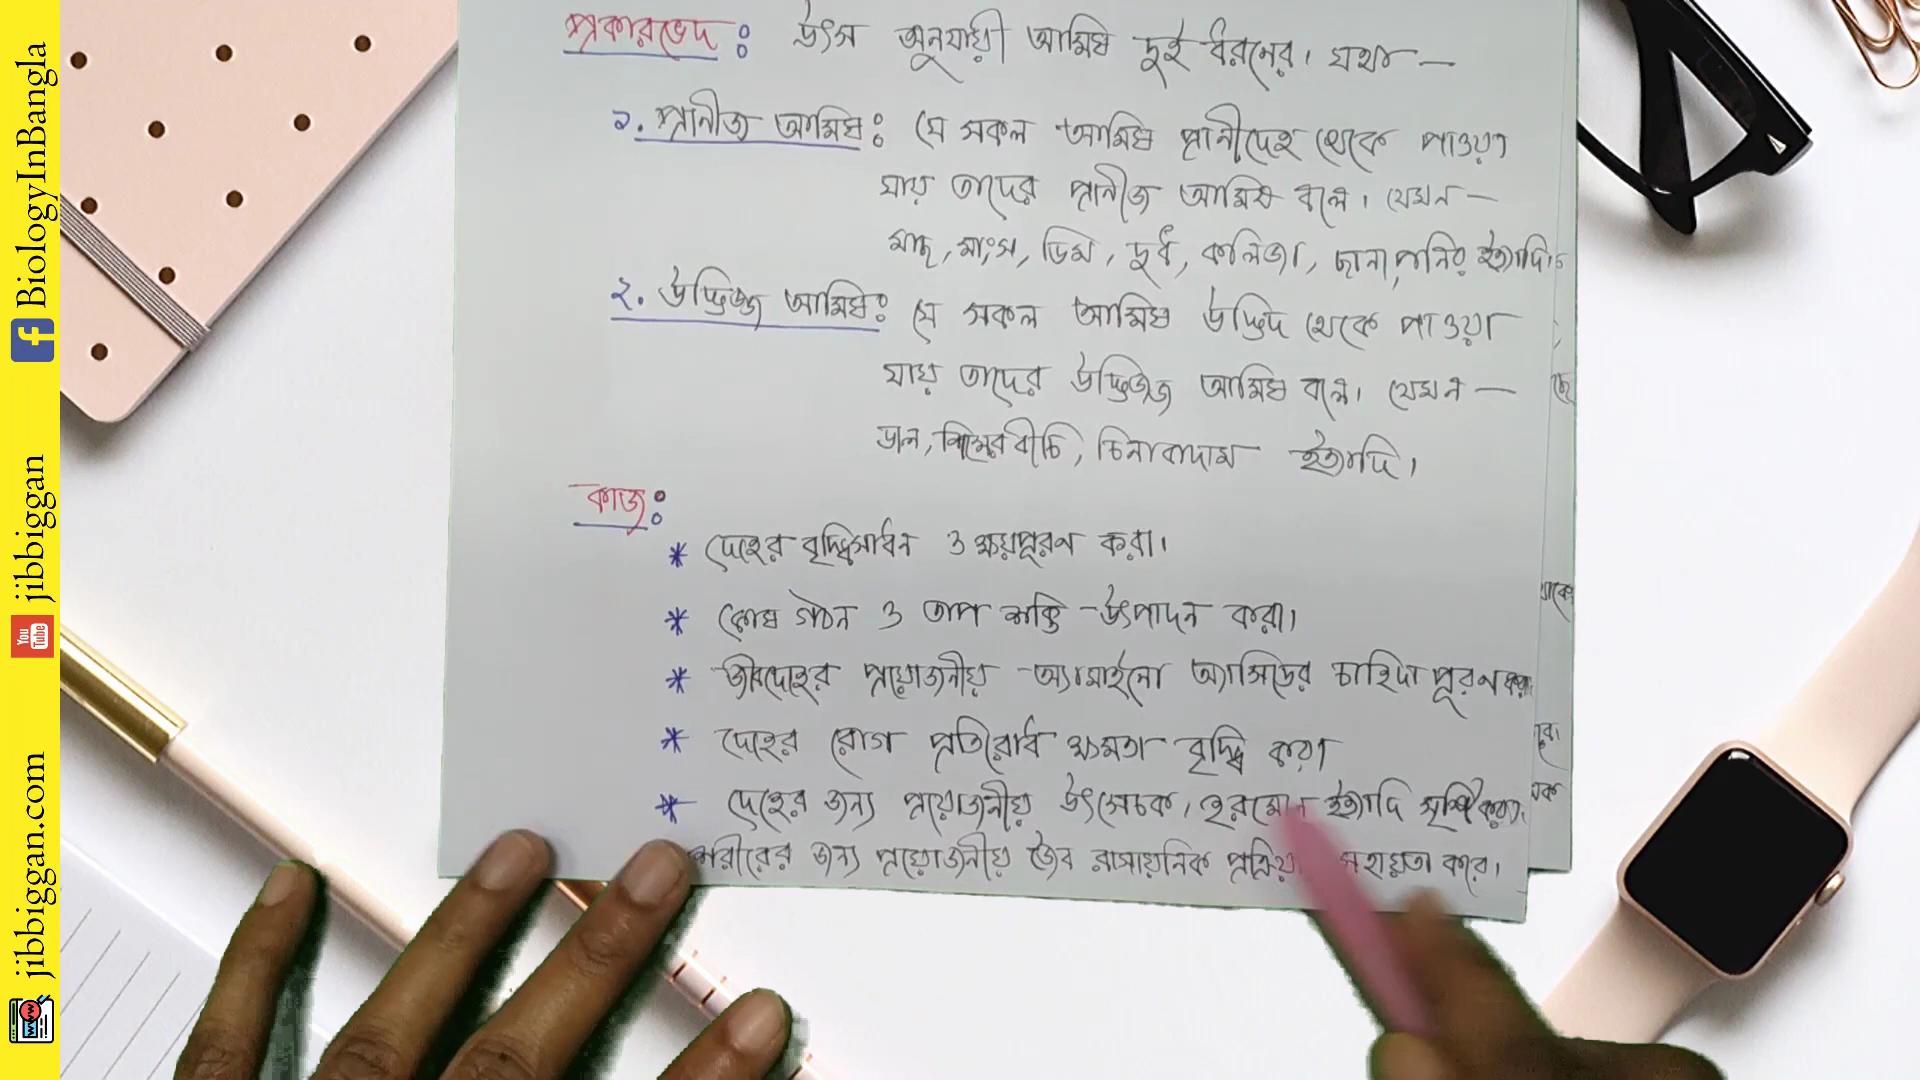 প্রকারভেদ : উৎস অনুযায়ী আমিষ দুই ধরনের। যথা —
১. প্রানীজ আমিষ : যে সকল আমিষ প্রানীদেহ থেকে পাওয়া
যায় তাদের প্রানীজ আমিষ বলে। যেমন —
মাছ, মাংস, ডিম, দুধ, কলিজা, ছানা, পনির ইত্যাদি।
২. উদ্ভিজ্জ আমিষ : যে সকল আমিষ উদ্ভিদ থেকে পাওয়া
যায় তাদের উদ্ভিজ্জ আমিষ বলে। যেমন —
ডাল, শিমের বীচি, চিনাবাদাম ইত্যাদি।
কাজ :
* দেহের বৃদ্ধিসাধন ও ক্ষয়পূরণ করা।
* কোষ গঠন ও তাপ শক্তি উৎপাদন করা।
* জীবদেহের প্রয়োজনীয় অ্যামাইনো অ্যাসিডের চাহিদা পূরণ করা
* দেহের রোগ প্রতিরোধ ক্ষমতা বৃদ্ধি করা
* দেহের জন্য প্রয়োজনীয় উৎসেচক, হরমোন ইত্যাদি সৃষ্টি করা।
শরীরের জন্য প্রয়োজনীয় জৈব রাসায়নিক সহায়তা করে।
BiologyInBangla
You Tube jibbiggan
www jibbiggan.com